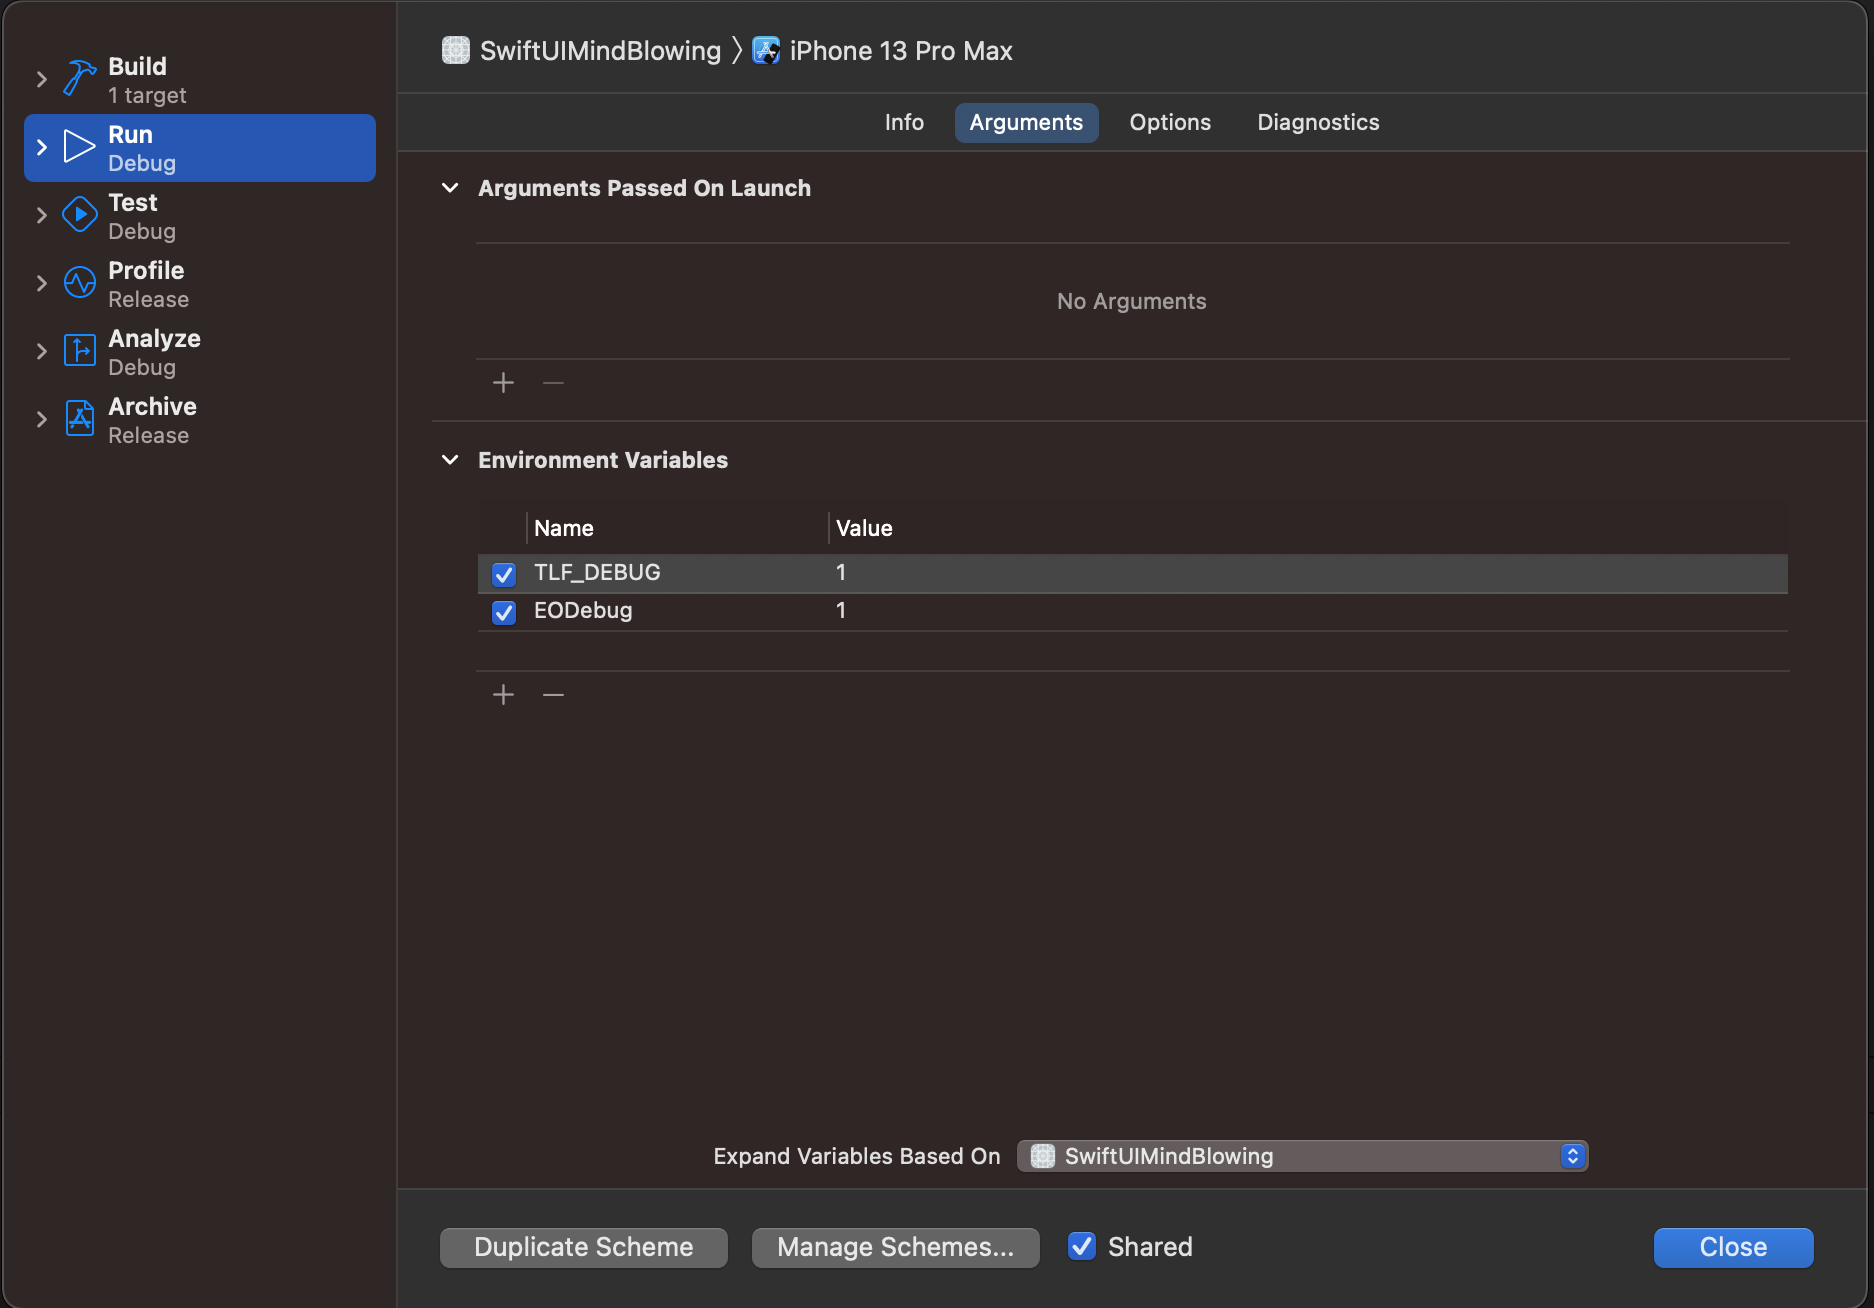 Build
1 target
Run
Debug
Test
Debug
Profile
Release
Analyze
Debug
Archive
Release
SwiftUIMindBlowing iPhone 13 Pro Max
Info Arguments Options Diagnostics
Arguments Passed On Launch
No Arguments
Environment Variables
Name Value
TLF_DEBUG 1
EODebug 1
Expand Variables Based On SwiftUIMindBlowing
Duplicate Scheme Manage Schemes... Shared Close